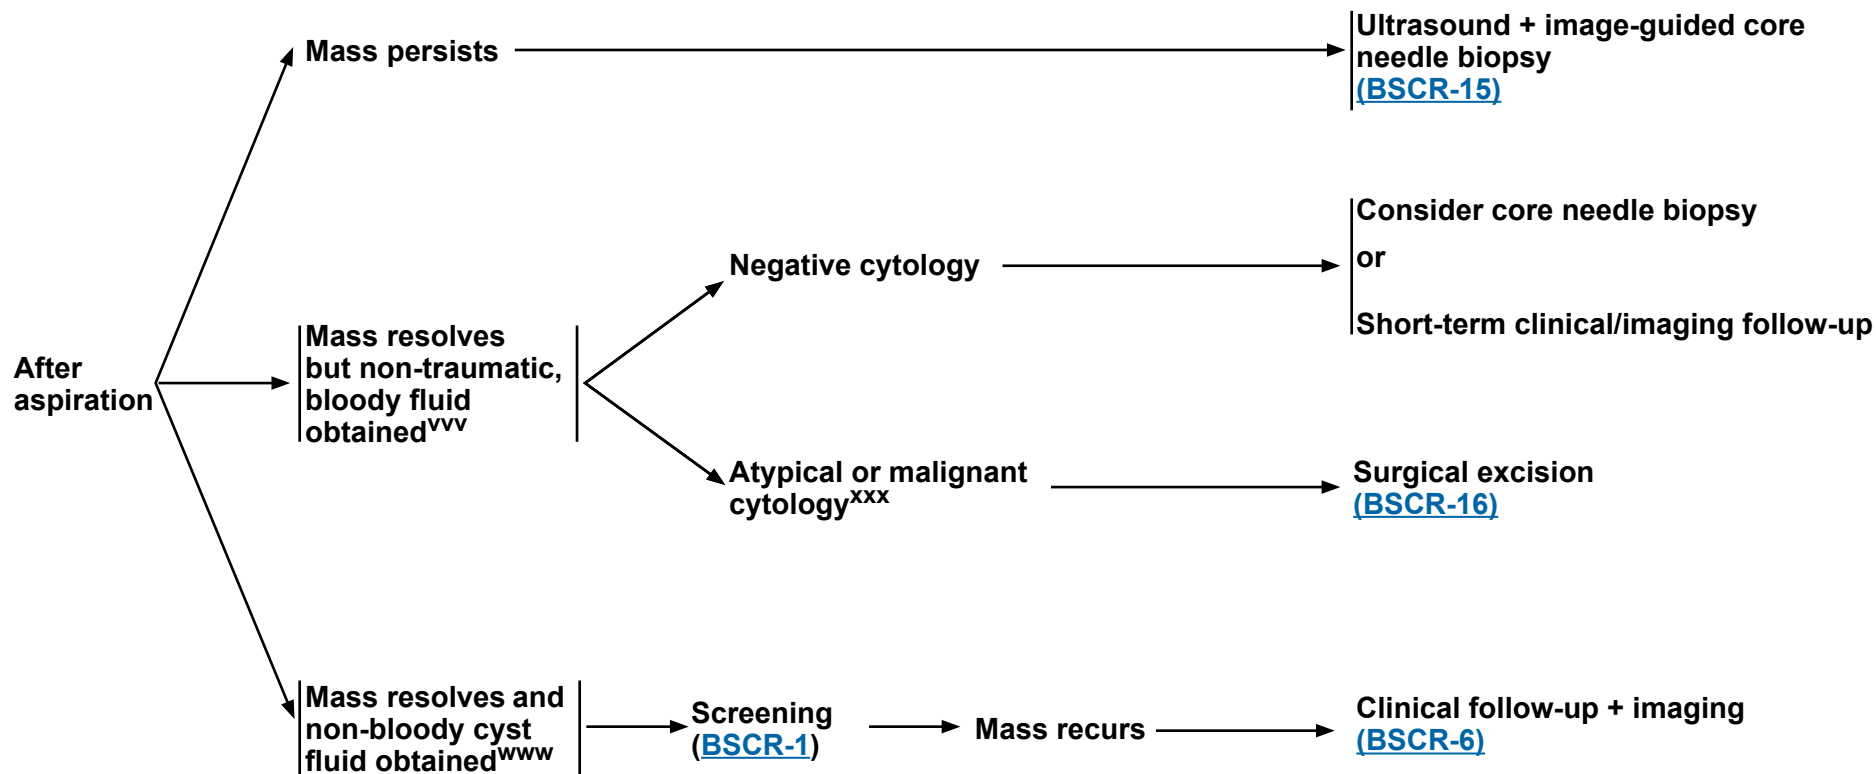 Mass persists
Ultrasound + image-guided core
needle biopsy
(BSCR-15)
Consider core needle biopsy
or
Short-term clinical/imaging follow-up
Negative cytology
After
aspiration
Mass resolves
but non-traumatic,
bloody fluid
obtainedvvv
Atypical or malignant
cytologyxxx
Surgical excision
(BSCR-16)
Mass resolves and
non-bloody cyst
fluid obtainedwww
Screening
(BSCR-1)
Mass recurs
Clinical follow-up + imaging
(BSCR-6)